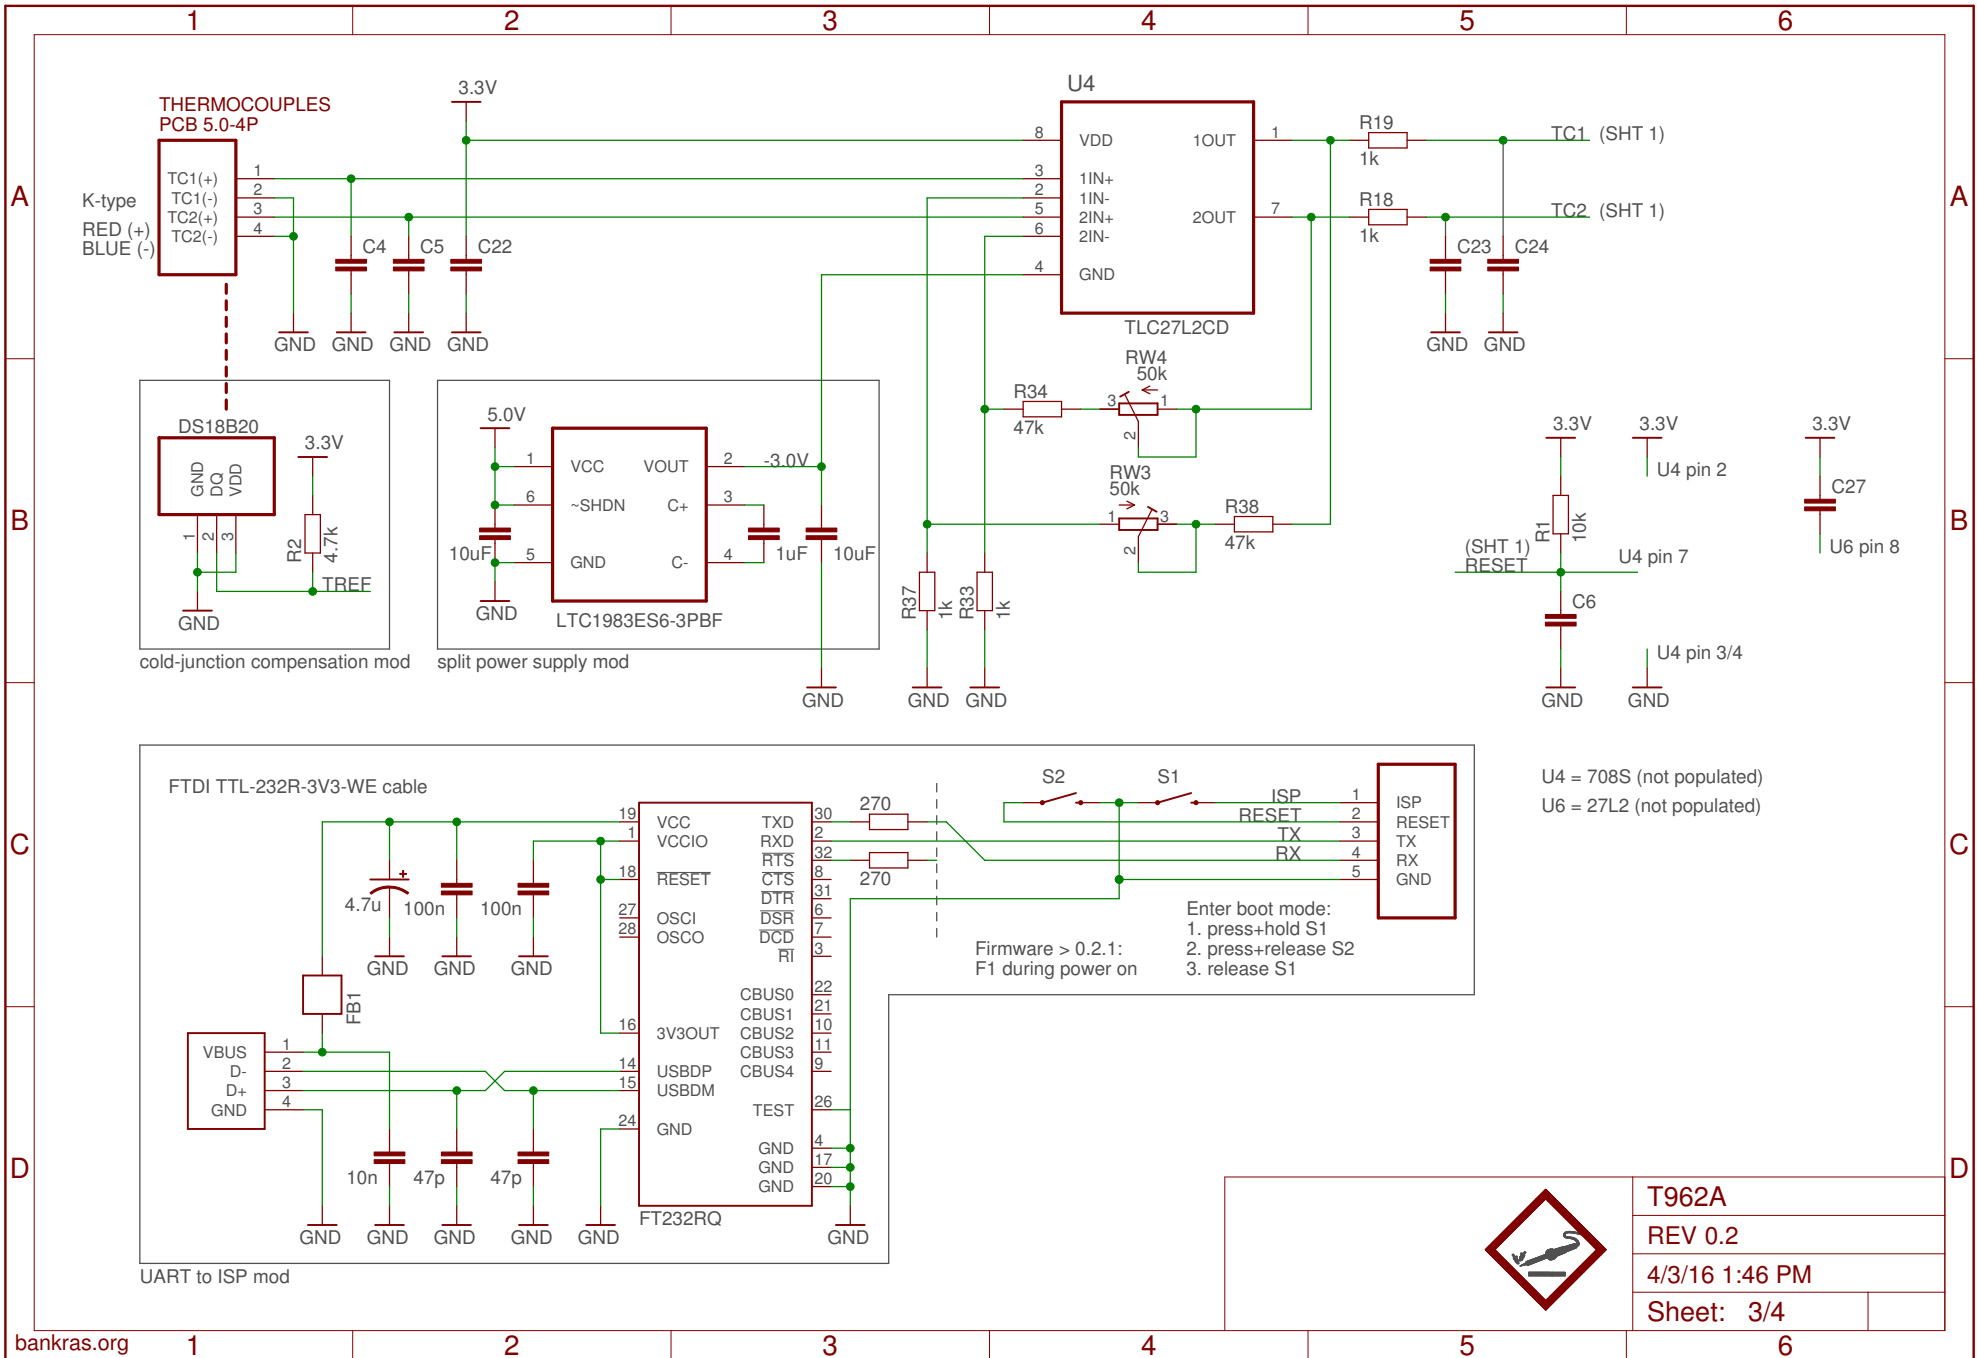 1 2 3 4 5 6
A
B
C
D
A
B
C
D
THERMOCOUPLES
PCB 5.0-4P
K-type
RED (+)
BLUE (-)
TC1(+) 1
TC1(-) 2
TC2(+) 3
TC2(-) 4
3.3V
C4
C5
C22
GND
GND
GND
GND
U4
8 VDD
3 1IN+
2 1IN-
5 2IN+
6 2IN-
4 GND
1OUT 1
2OUT 7
TLC27L2CD
R19
1k
TC1 (SHT 1)
R18
1k
TC2 (SHT 1)
C23
C24
GND
GND
DS18B20
GND
DQ
VDD
1
2
3
3.3V
R2
4.7k
TREF
GND
cold-junction compensation mod
5.0V
1 VCC
6 ~SHDN
5 GND
VOUT 2
C+ 3
C- 4
-3.0V
10uF
1uF
10uF
GND
LTC1983ES6-3PBF
split power supply mod
GND
RW4
50k
R34
47k
3
1
2
RW3
50k
1
3
2
R38
47k
R37
1k
R33
1k
GND
GND
3.3V
R1
10k
(SHT 1)
RESET
C6
GND
3.3V
U4 pin 2
U4 pin 7
U4 pin 3/4
GND
3.3V
C27
U6 pin 8
U4 = 708S (not populated)
U6 = 27L2 (not populated)
FTDI TTL-232R-3V3-WE cable
4.7u
+
100n
100n
GND
GND
GND
FB1
VBUS 1
D- 2
D+ 3
GND 4
10n
47p
47p
GND
GND
GND
GND
GND
19 VCC
1 VCCIO
18 RESET
27 OSCI
28 OSCO
16 3V3OUT
14 USBDP
15 USBDM
24 GND
TXD 30
RXD 2
RTS 32
CTS 8
DTR 31
DSR 6
DCD 7
RI 3
CBUS0 22
CBUS1 21
CBUS2 10
CBUS3 11
CBUS4 9
TEST 26
GND 4
GND 17
GND 20
FT232RQ
GND
270
270
S2
S1
ISP
RESET
TX
RX
1 ISP
2 RESET
3 TX
4 RX
5 GND
Firmware > 0.2.1:
F1 during power on
Enter boot mode:
1. press+hold S1
2. press+release S2
3. release S1
UART to ISP mod
T962A
REV 0.2
4/3/16 1:46 PM
Sheet: 3/4
bankras.org
1 2 3 4 5 6